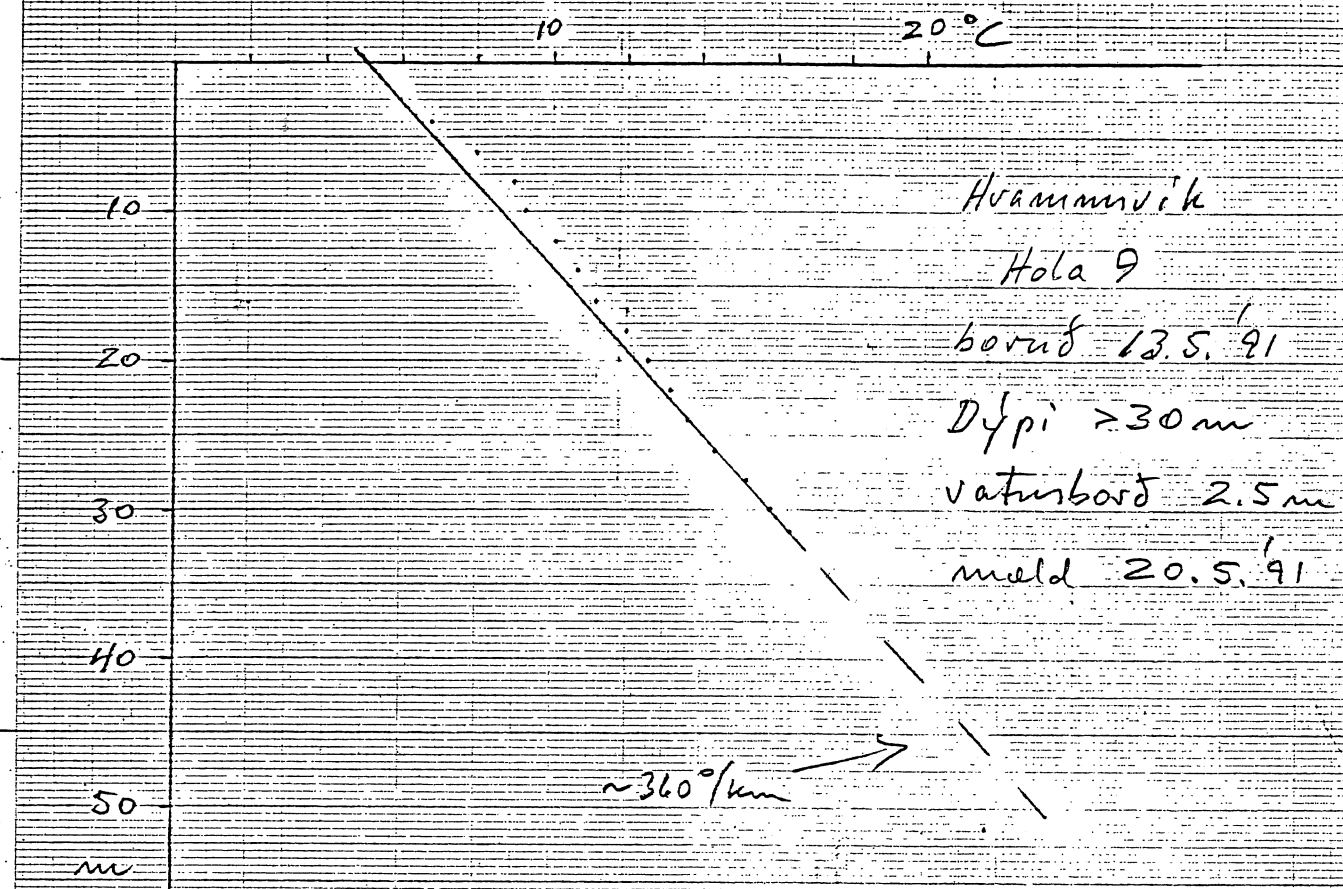 10 20 °C
10
20
30
40
50
m
Hvammsvík
Hola 9
boruð 13.5. '91
Dýpi >30 m
vatnsborð 2.5 m
mæld 20.5. '91
~360°/km